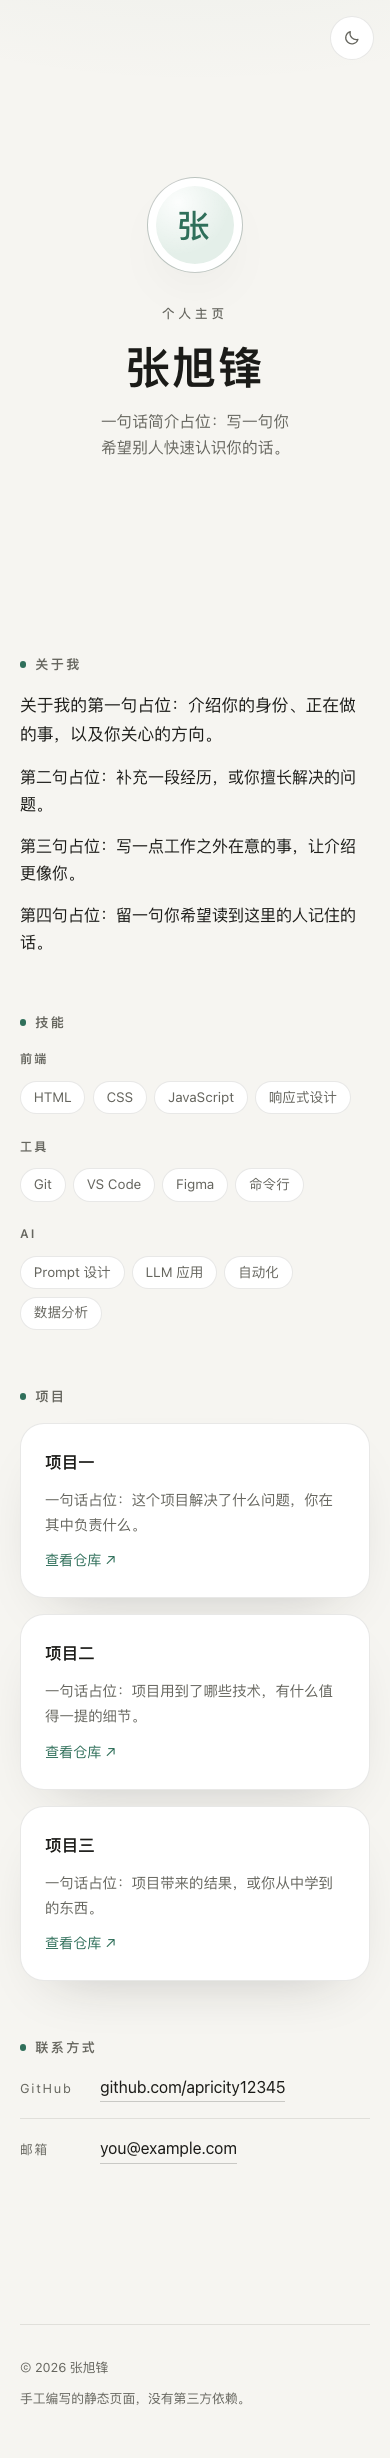 张
个人主页
张旭锋
一句话简介占位：写一句你
希望别人快速认识你的话。
关于我
关于我的第一句占位：介绍你的身份、正在做
的事，以及你关心的方向。
第二句占位：补充一段经历，或你擅长解决的问
题。
第三句占位：写一点工作之外在意的事，让介绍
更像你。
第四句占位：留一句你希望读到这里的人记住的
话。
技能
前端
HTML CSS JavaScript 响应式设计
工具
Git VS Code Figma 命令行
AI
Prompt 设计 LLM 应用 自动化
数据分析
项目
项目一
一句话占位：这个项目解决了什么问题，你在
其中负责什么。
查看仓库 ↗
项目二
一句话占位：项目用到了哪些技术，有什么值
得一提的细节。
查看仓库 ↗
项目三
一句话占位：项目带来的结果，或你从中学到
的东西。
查看仓库 ↗
联系方式
GitHub github.com/apricity12345
邮箱 you@example.com
© 2026 张旭锋
手工编写的静态页面，没有第三方依赖。